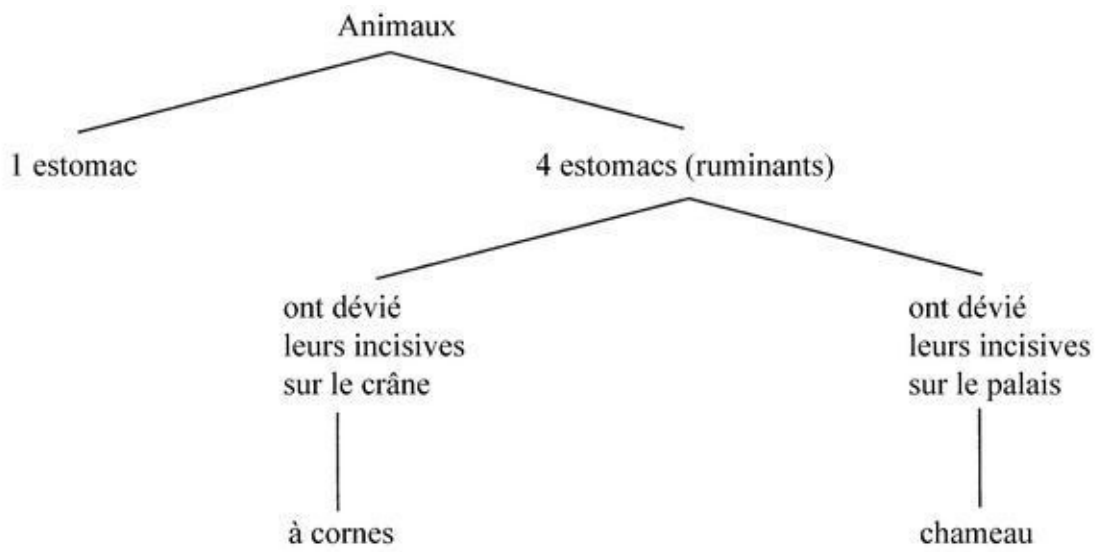 Animaux
1 estomac
4 estomacs (ruminants)
ont dévié
leurs incisives
sur le crâne
ont dévié
leurs incisives
sur le palais
à cornes
chameau